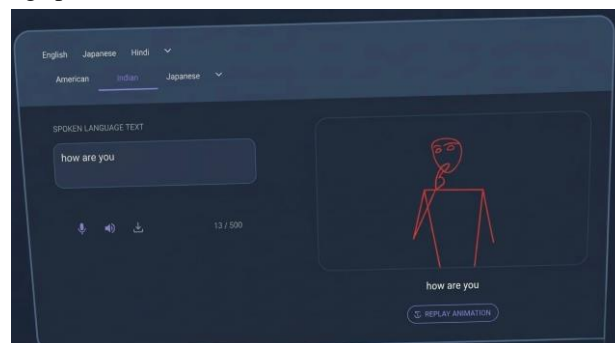 English Japanese Hindi
American Indian Japanese
SPOKEN LANGUAGE TEXT
how are you
13 / 500
how are you
REPLAY ANIMATION